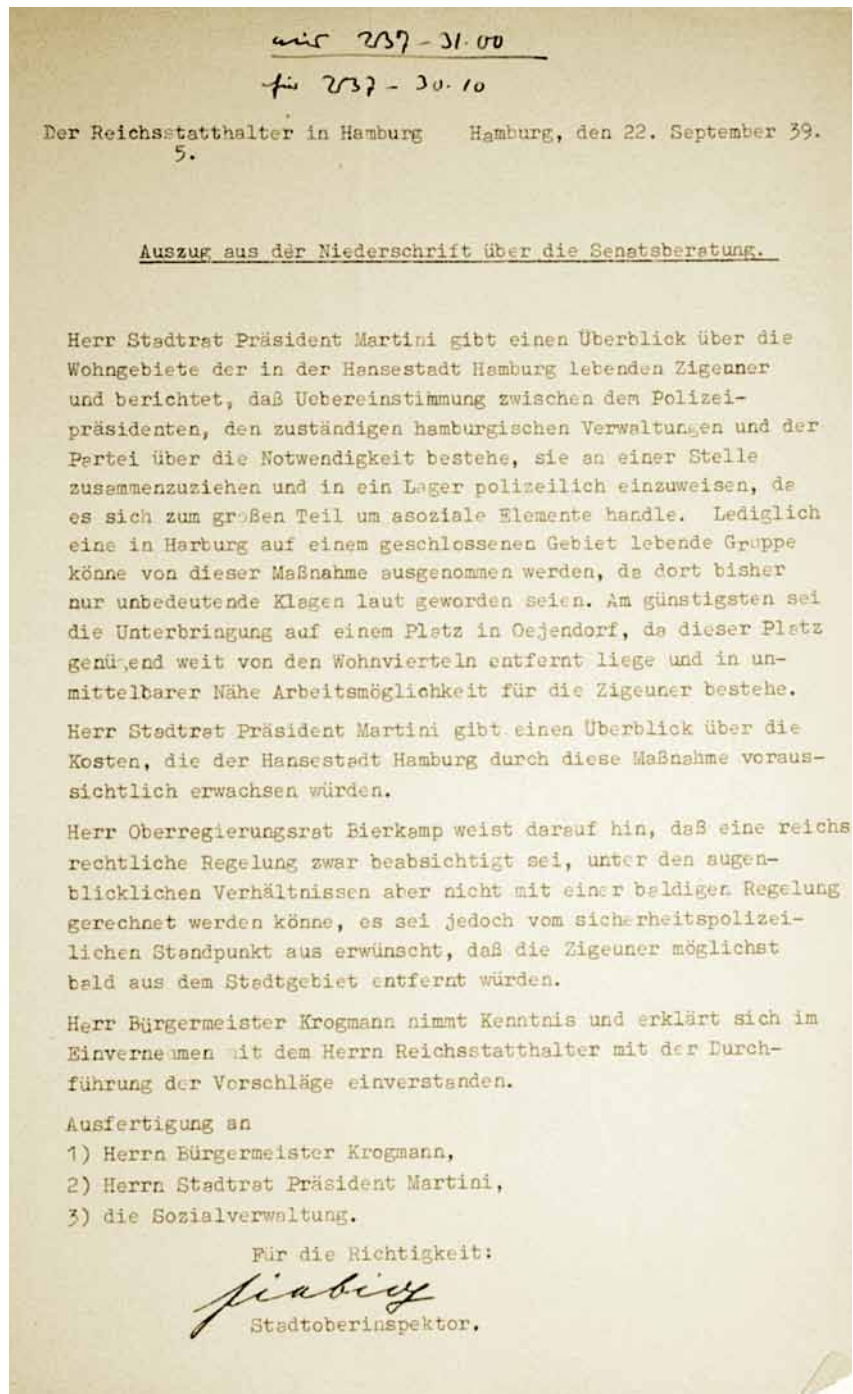 237 - 31.00
für 237 - 30.10
Der Reichsstatthalter in Hamburg Hamburg, den 22. September 39.
5.
Auszug aus der Niederschrift über die Senatsberatung.
Herr Stadtrat Präsident Martini gibt einen Überblick über die
Wohngebiete der in der Hansestadt Hamburg lebenden Zigeuner
und berichtet, daß Uebereinstimmung zwischen dem Polizei-
präsidenten, den zuständigen hamburgischen Verwaltungen und der
Partei über die Notwendigkeit bestehe, sie an einer Stelle
zusammenzuziehen und in ein Lager polizeilich einzuweisen, da
es sich zum großen Teil um asoziale Elemente handle. Lediglich
eine in Harburg auf einem geschlossenen Gebiet lebende Gruppe
könne von dieser Maßnahme ausgenommen werden, da dort bisher
nur unbedeutende Klagen laut geworden seien. Am günstigsten sei
die Unterbringung auf einem Platz in Oejendorf, da dieser Platz
genügend weit von den Wohnvierteln entfernt liege und in un-
mittelbarer Nähe Arbeitsmöglichkeit für die Zigeuner bestehe.
Herr Stadtrat Präsident Martini gibt einen Überblick über die
Kosten, die der Hansestadt Hamburg durch diese Maßnahme voraus-
sichtlich erwachsen würden.
Herr Oberregierungsrat Bierkamp weist darauf hin, daß eine reichs
rechtliche Regelung zwar beabsichtigt sei, unter den augen-
blicklichen Verhältnissen aber nicht mit einer baldigen Regelung
gerechnet werden könne, es sei jedoch vom sicherheitspolizei-
lichen Standpunkt aus erwünscht, daß die Zigeuner möglichst
bald aus dem Stadtgebiet entfernt würden.
Herr Bürgermeister Krogmann nimmt Kenntnis und erklärt sich im
Einvernehmen mit dem Herrn Reichsstatthalter mit der Durch-
führung der Vorschläge einverstanden.
Ausfertigung an
1) Herrn Bürgermeister Krogmann,
2) Herrn Stadtrat Präsident Martini,
3) die Sozialverwaltung.
Für die Richtigkeit:
Stadtoberinspektor.